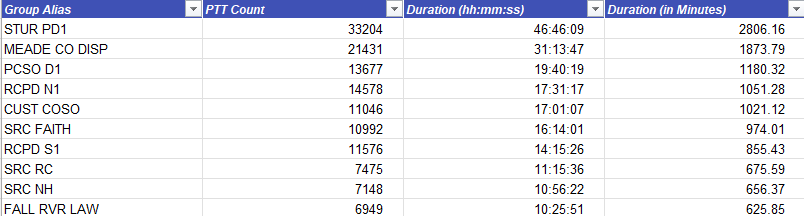 Group Alias PTT Count Duration (hh:mm:ss) Duration (in Minutes)
STUR PD1 33204 46:46:09 2806.16
MEADE CO DISP 21431 31:13:47 1873.79
PCSO D1 13677 19:40:19 1180.32
RCPD N1 14578 17:31:17 1051.28
CUST COSO 11046 17:01:07 1021.12
SRC FAITH 10992 16:14:01 974.01
RCPD S1 11576 14:15:26 855.43
SRC RC 7475 11:15:36 675.59
SRC NH 7148 10:56:22 656.37
FALL RVR LAW 6949 10:25:51 625.85